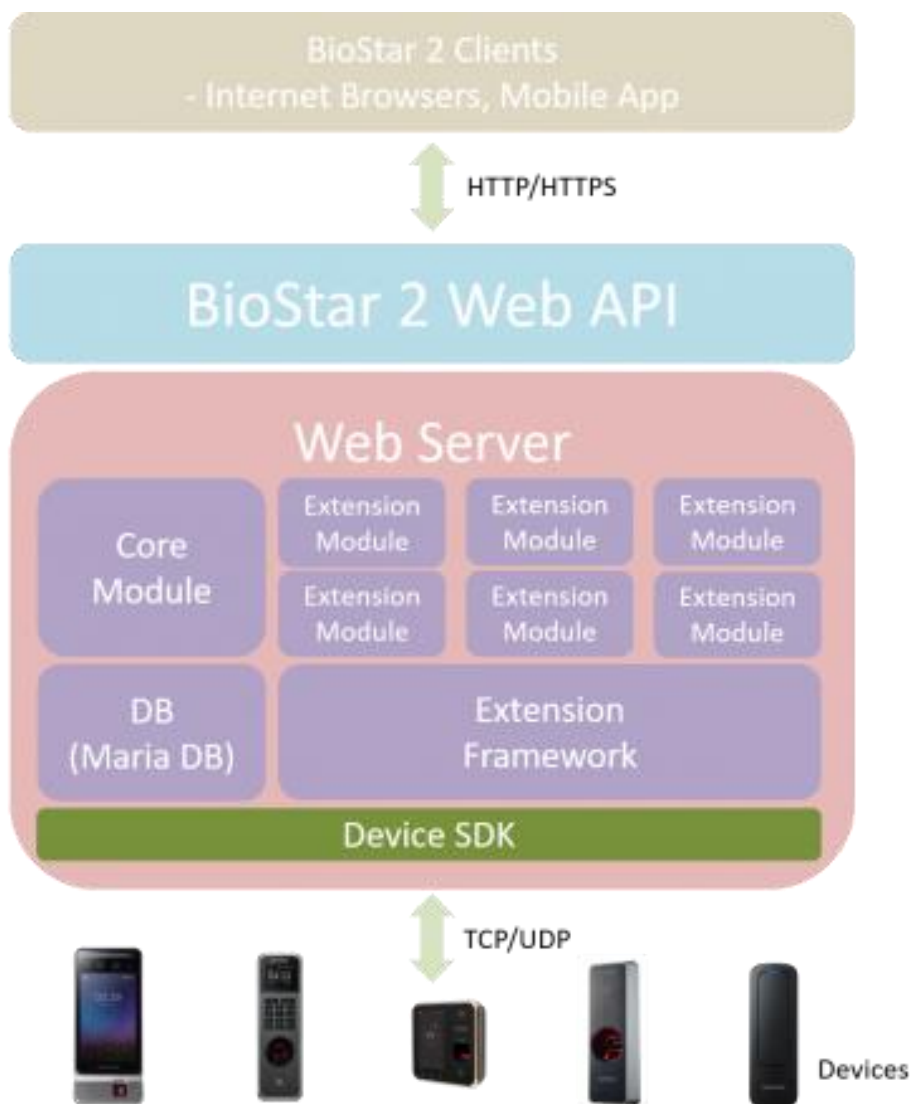 BioStar 2 Clients
- Internet Browsers, Mobile App
HTTP/HTTPS
BioStar 2 Web API
Web Server
Core
Module
Extension
Module
Extension
Module
Extension
Module
Extension
Module
Extension
Module
Extension
Module
DB
(Maria DB)
Extension
Framework
Device SDK
TCP/UDP
Devices